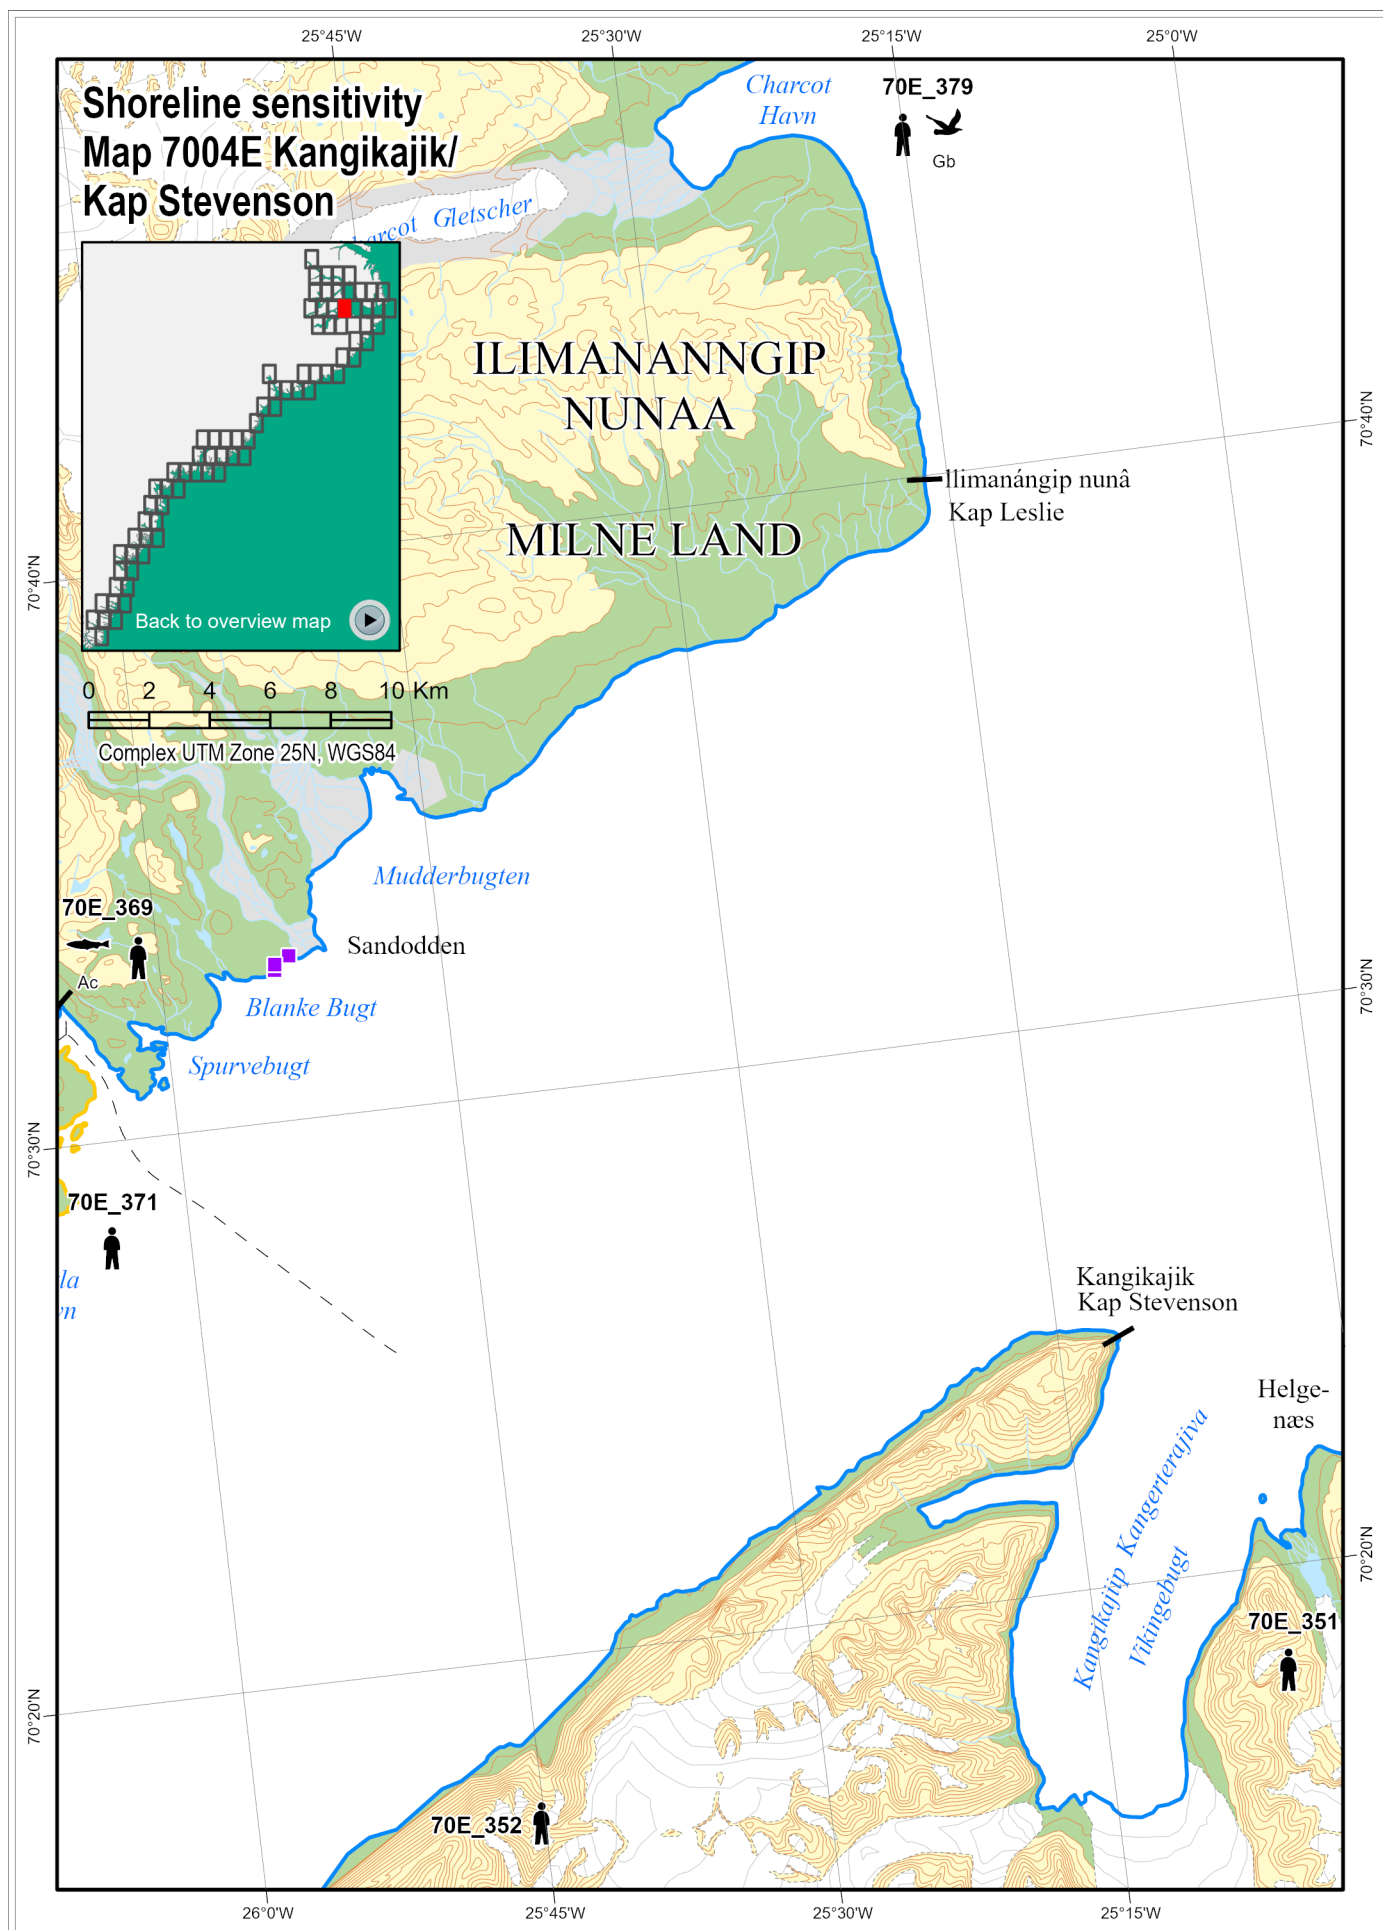 25°45'W
25°30'W
25°15'W
25°0'W
Shoreline sensitivity
Map 7004E Kangikajik/
Kap Stevenson
Charcot
Havn
70E_379
Gb
Gletscher
ILIMANANNGIP
NUNAA
MILNE LAND
Ilimanángip nunâ
Kap Leslie
70°40'N
70°40'N
Back to overview map
0 2 4 6 8 10 Km
Complex UTM Zone 25N, WGS84
Mudderbugten
70E_369
Ac
Sandodden
Blanke Bugt
Spurvebugt
70°30'N
70°30'N
70E_371
la
n
Kangikajik
Kap Stevenson
Helge-
næs
Kangikajiip Kangerterajiva
Vikingebugt
70°20'N
70°20'N
70E_351
70E_352
26°0'W
25°45'W
25°30'W
25°15'W